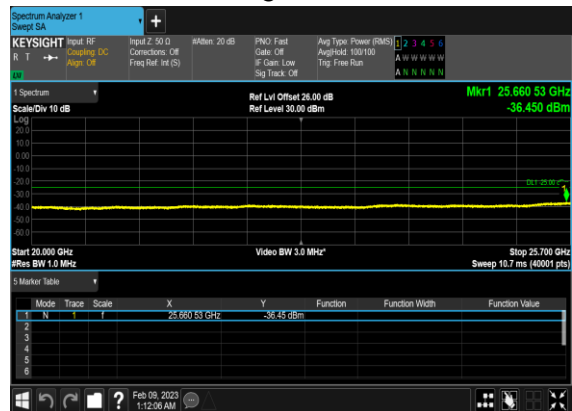 Spectrum Analyzer 1
Swept SA
KEYSIGHT Input: RF Input Z: 50 Ω #Atten: 20 dB PNO: Fast Avg Type: Power (RMS) 1 2 3 4 5 6
R T Coupling: DC Corrections: Off Gate: Off Avg|Hold: 100/100 A W W W W W
Align: Off Freq Ref: Int (S) IF Gain: Low Trig: Free Run
Sig Track: Off A N N N N N
1 Spectrum Ref Lvl Offset 26.00 dB Mkr1 25.660 53 GHz
Scale/Div 10 dB Ref Level 30.00 dBm -36.450 dBm
Log
20.0
10.0
0.00
-10.0
-20.0
DL1 -25.00
-30.0
-40.0
-50.0
-60.0
Start 20.000 GHz Video BW 3.0 MHz* Stop 25.700 GHz
#Res BW 1.0 MHz Sweep 10.7 ms (40001 pts)
5 Marker Table
Mode Trace Scale X Y Function Function Width Function Value
1 N 1 f 25.660 53 GHz -36.45 dBm
2
3
4
5
6
? Feb 09, 2023
1:12:06 AM